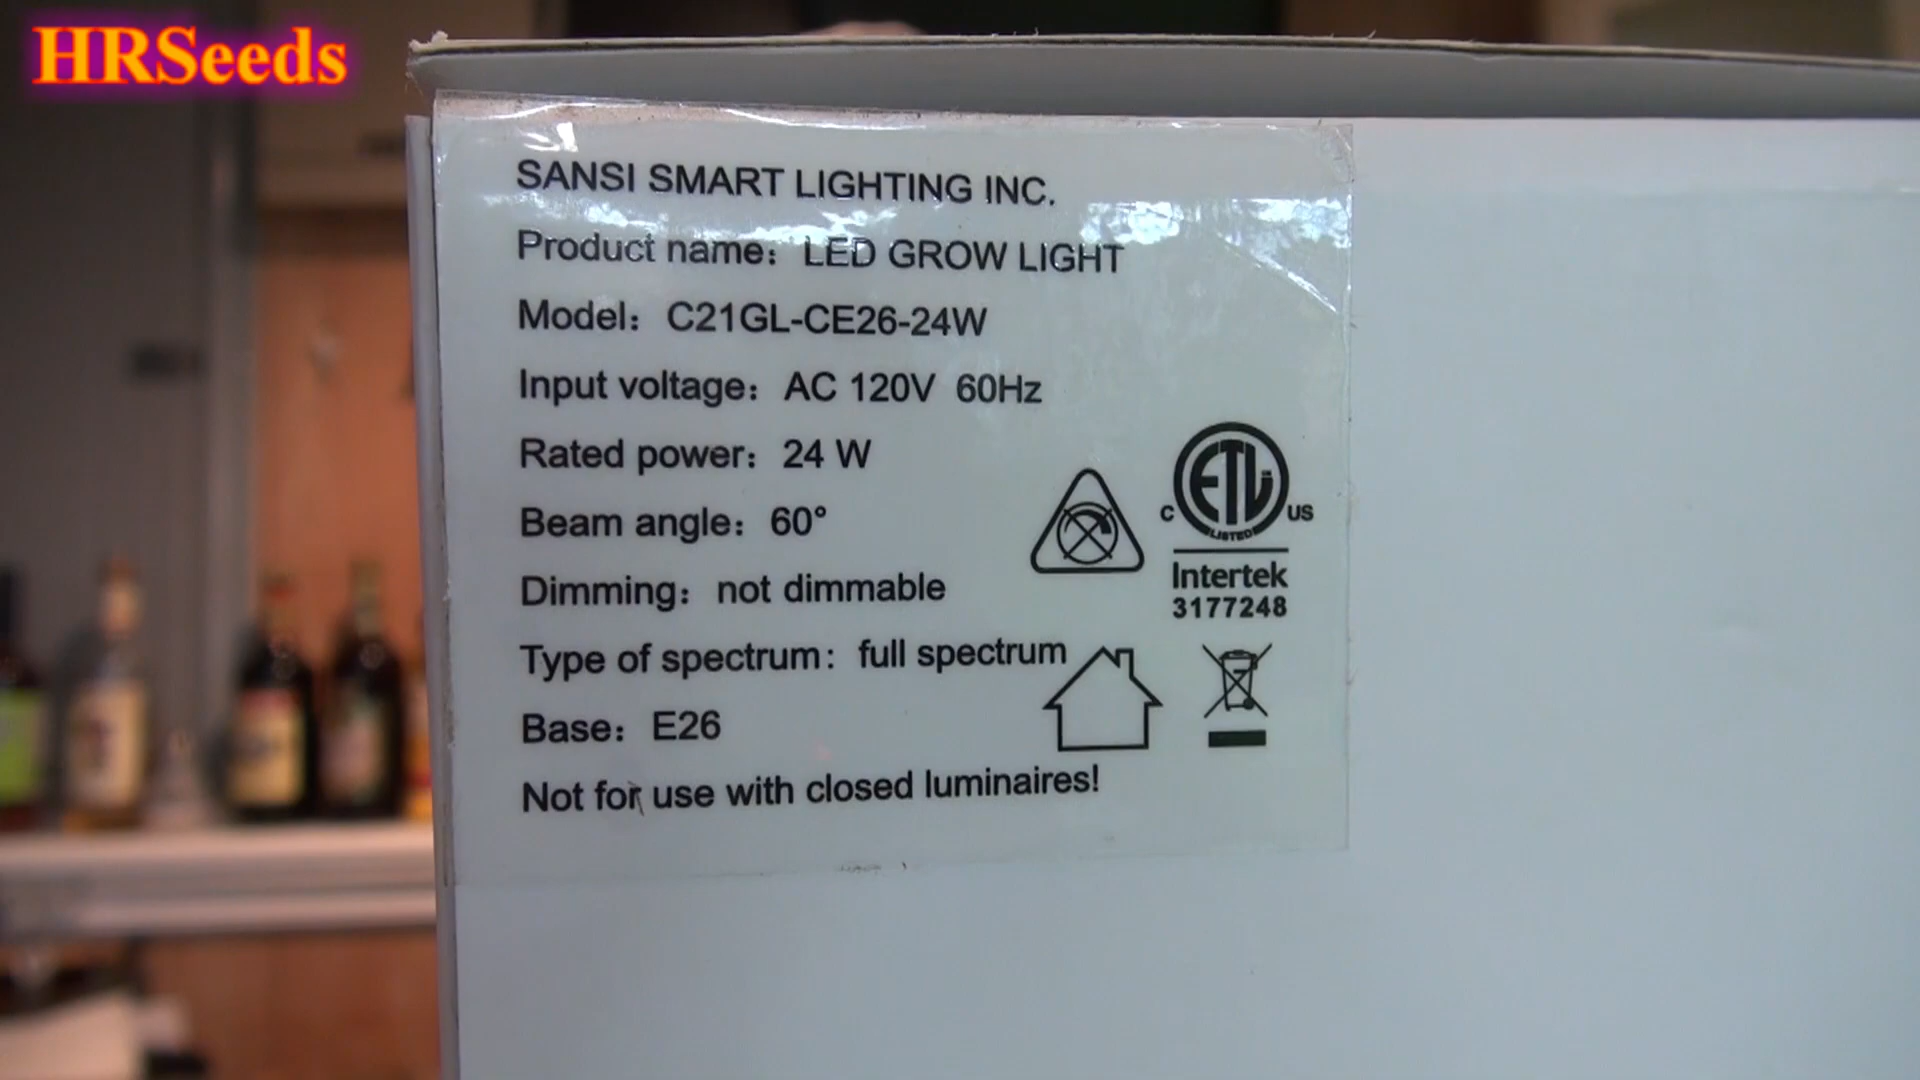 HRSeeds
SANSI SMART LIGHTING INC.
Product name: LED GROW LIGHT
Model: C21GL-CE26-24W
Input voltage: AC 120V 60Hz
Rated power: 24 W
Beam angle: 60°
Dimming: not dimmable
Type of spectrum: full spectrum
Base: E26
Not for use with closed luminaires!
ETL
LISTED
C US
Intertek
3177248